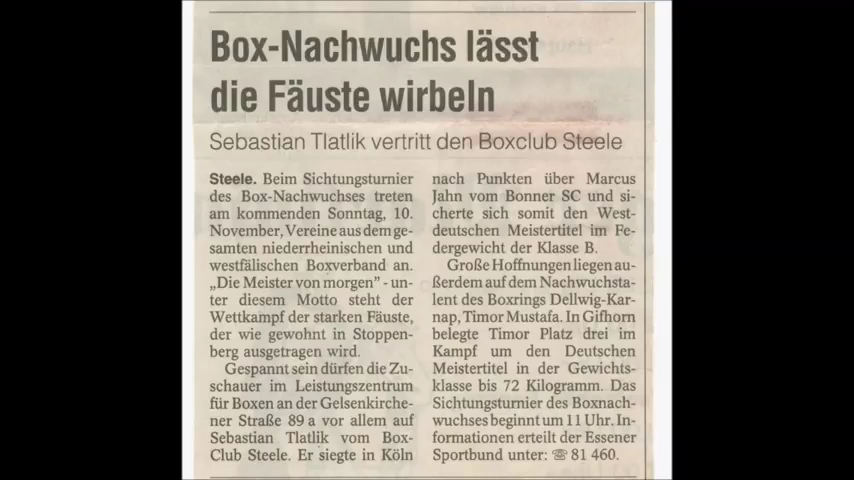 Box-Nachwuchs lässt
die Fäuste wirbeln
Sebastian Tlatlik vertritt den Boxclub Steele
Steele. Beim Sichtungsturnier
des Box-Nachwuchses treten
am kommenden Sonntag, 10.
November, Vereine aus dem ge-
samten niederrheinischen und
westfälischen Boxverband an.
„Die Meister von morgen" - un-
ter diesem Motto steht der
Wettkampf der starken Fäuste,
der wie gewohnt in Stoppen-
berg ausgetragen wird.
Gespannt sein dürfen die Zu-
schauer im Leistungszentrum
für Boxen an der Gelsenkirche-
ner Straße 89 a vor allem auf
Sebastian Tlatlik vom Box-
Club Steele. Er siegte in Köln
nach Punkten über Marcus
Jahn vom Bonner SC und si-
cherte sich somit den West-
deutschen Meistertitel im Fe-
dergewicht der Klasse B.
Große Hoffnungen liegen au-
ßerdem auf dem Nachwuchsta-
lent des Boxrings Dellwig-Kar-
nap, Timor Mustafa. In Gifhorn
belegte Timor Platz drei im
Kampf um den Deutschen
Meistertitel in der Gewichts-
klasse bis 72 Kilogramm. Das
Sichtungsturnier des Boxnach-
wuchses beginnt um 11 Uhr. In-
formationen erteilt der Essener
Sportbund unter: ☏ 81 460.